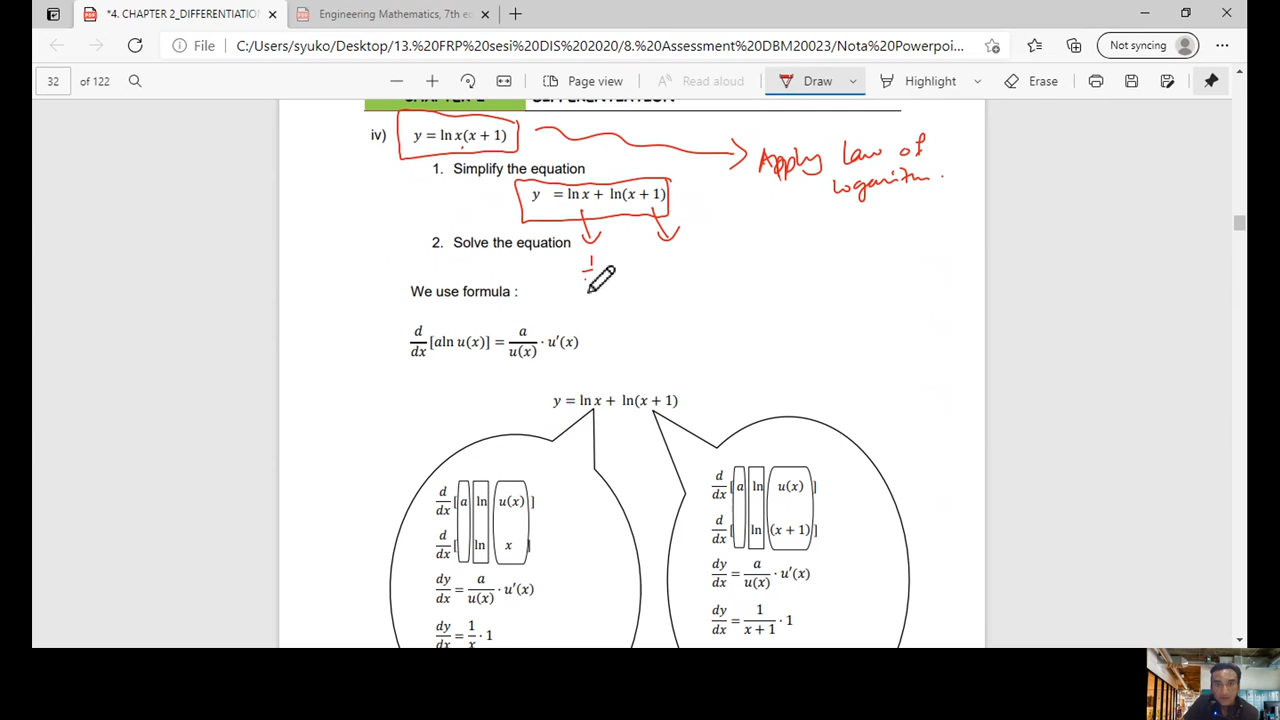 *4. CHAPTER 2_DIFFERENTIATIO
Engineering Mathematics, 7th e
File C:/Users/syuko/Desktop/13.%20FRP%20sesi%20DIS%202020/8.%20Assessment%20DBM20023/Nota%20Powerpoi... Not syncing
32 of 122 Page view Read aloud Draw Highlight Erase
iv) y = ln x(x + 1)
Apply law of
logarithm.
1. Simplify the equation
y = ln x + ln(x + 1)
2. Solve the equation
1
We use formula :
d/dx [aln u(x)] = a/u(x) · u′(x)
y = ln x + ln(x + 1)
d/dx [a ln u(x)]
d/dx [ ln x ]
dy/dx = a/u(x) · u′(x)
dy/dx = 1/x · 1
d/dx [a ln u(x)]
d/dx [ ln (x + 1)]
dy/dx = a/u(x) · u′(x)
dy/dx = 1/x + 1 · 1